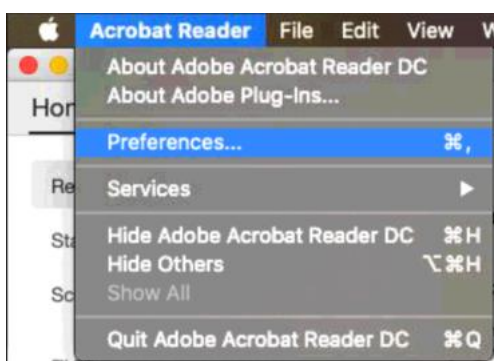 Acrobat Reader File Edit View
About Adobe Acrobat Reader DC
About Adobe Plug-Ins...
Preferences... ⌘,
Services ▶
Hide Adobe Acrobat Reader DC ⌘H
Hide Others ⌥⌘H
Show All
Quit Adobe Acrobat Reader DC ⌘Q